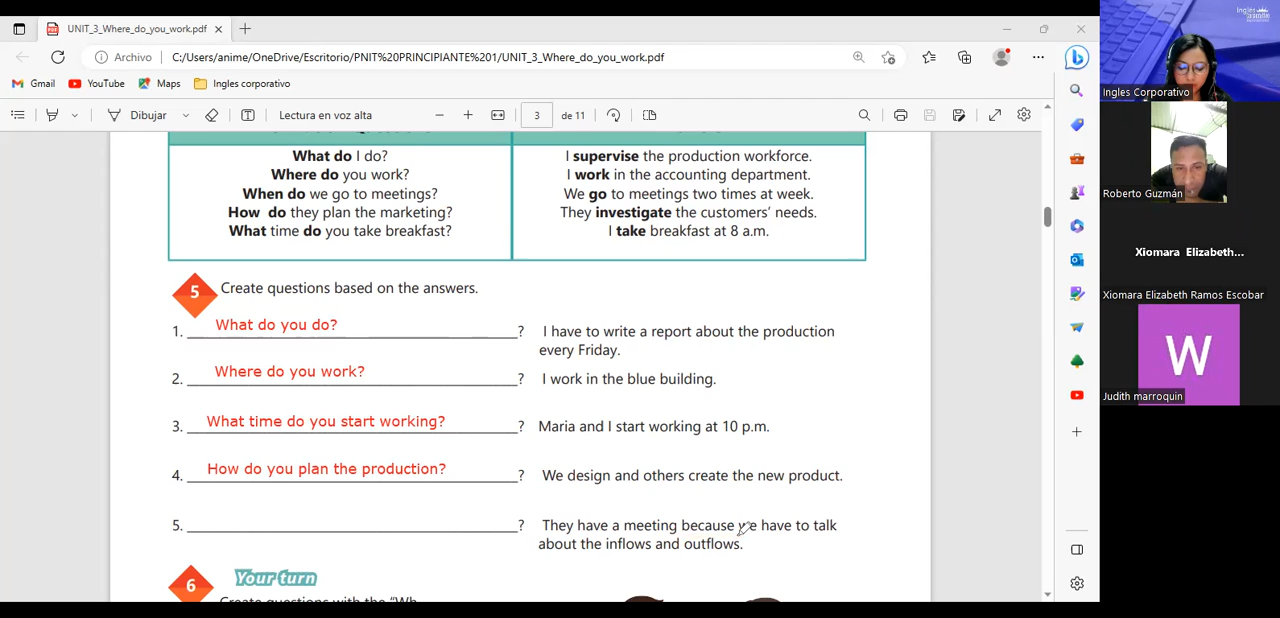 UNIT_3_Where_do_you_work.pdf
Archivo
C:/Users/anime/OneDrive/Escritorio/PNIT%20PRINCIPIANTE%201/UNIT_3_Where_do_you_work.pdf
Gmail
YouTube
Maps
Ingles corporativo
Dibujar
Lectura en voz alta
3
de 11
What do I do?
I supervise the production workforce.
Where do you work?
I work in the accounting department.
When do we go to meetings?
We go to meetings two times at week.
How do they plan the marketing?
They investigate the customers' needs.
What time do you take breakfast?
I take breakfast at 8 a.m.
5
Create questions based on the answers.
1. What do you do? ?
I have to write a report about the production
every Friday.
2. Where do you work? ?
I work in the blue building.
3. What time do you start working? ?
Maria and I start working at 10 p.m.
4. How do you plan the production? ?
We design and others create the new product.
5. ?
They have a meeting because we have to talk
about the inflows and outflows.
6
Your turn
Create questions with the "Wh
Ingles Corporativo
Roberto Guzmán
Xiomara Elizabeth...
Xiomara Elizabeth Ramos Escobar
W
Judith marroquin